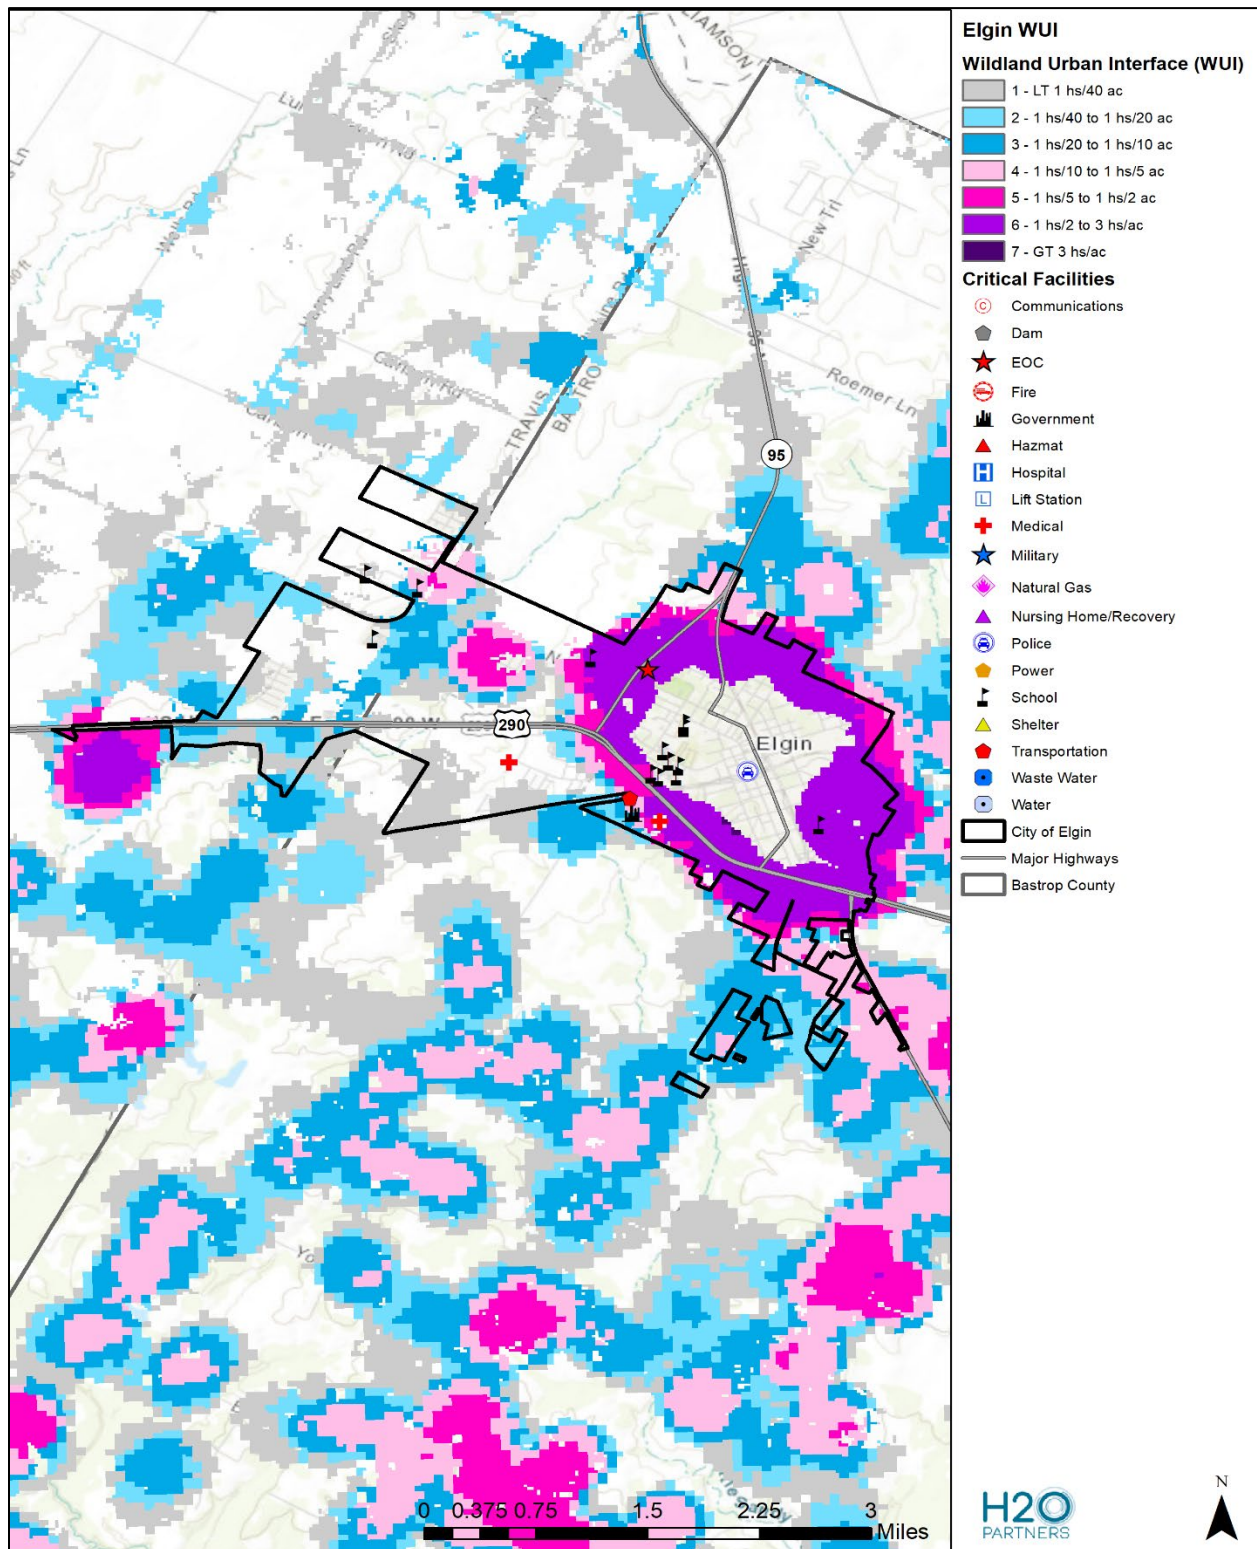 Elgin WUI
Wildland Urban Interface (WUI)
1 - LT 1 hs/40 ac
2 - 1 hs/40 to 1 hs/20 ac
3 - 1 hs/20 to 1 hs/10 ac
4 - 1 hs/10 to 1 hs/5 ac
5 - 1 hs/5 to 1 hs/2 ac
6 - 1 hs/2 to 3 hs/ac
7 - GT 3 hs/ac
Critical Facilities
C Communications
Dam
EOC
Fire
Government
Hazmat
H Hospital
L Lift Station
Medical
Military
Natural Gas
Nursing Home/Recovery
Police
Power
School
Shelter
Transportation
Waste Water
Water
City of Elgin
Major Highways
Bastrop County
Ln
New Trl
Roemer Ln
TRAVIS
95
290
Elgin
0 0.375 0.75 1.5 2.25 3
Miles
H2O
PARTNERS
N